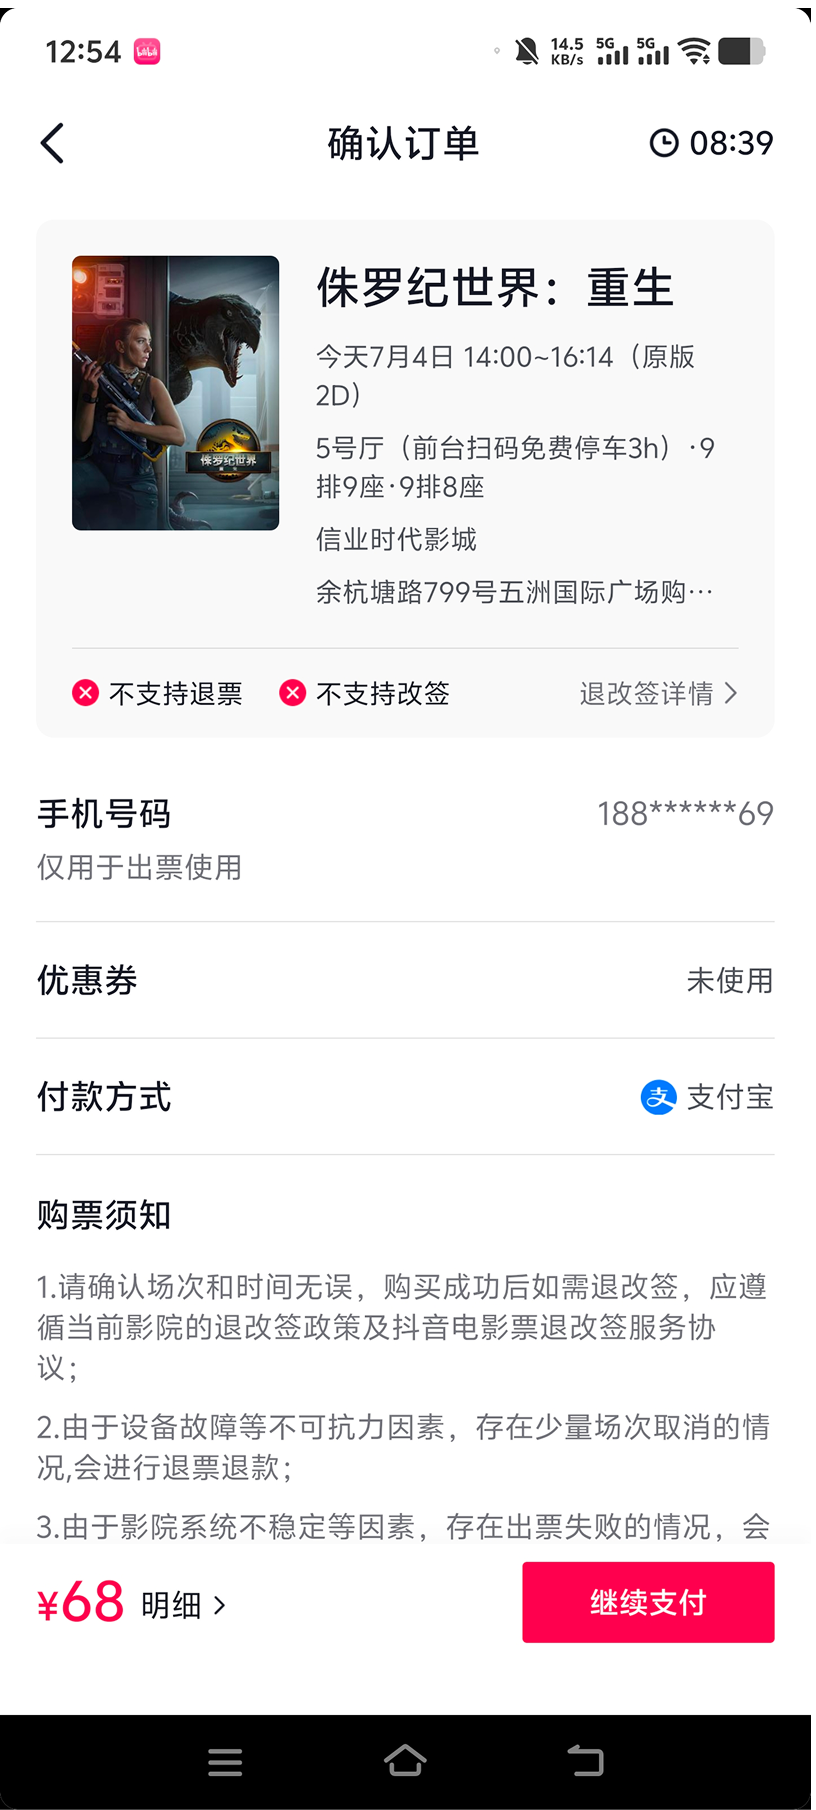 12:54
14.5 KB/s 5G 5G
确认订单
08:39
侏罗纪世界：重生
今天7月4日 14:00~16:14（原版
2D）
5号厅（前台扫码免费停车3h）·9
排9座·9排8座
信业时代影城
余杭塘路799号五洲国际广场购…
侏罗纪世界
重生
不支持退票 不支持改签 退改签详情
手机号码 188******69
仅用于出票使用
优惠券 未使用
付款方式 支 支付宝
购票须知
1.请确认场次和时间无误，购买成功后如需退改签，应遵
循当前影院的退改签政策及抖音电影票退改签服务协
议；
2.由于设备故障等不可抗力因素，存在少量场次取消的情
况,会进行退票退款；
3.由于影院系统不稳定等因素，存在出票失败的情况，会
¥68 明细
继续支付